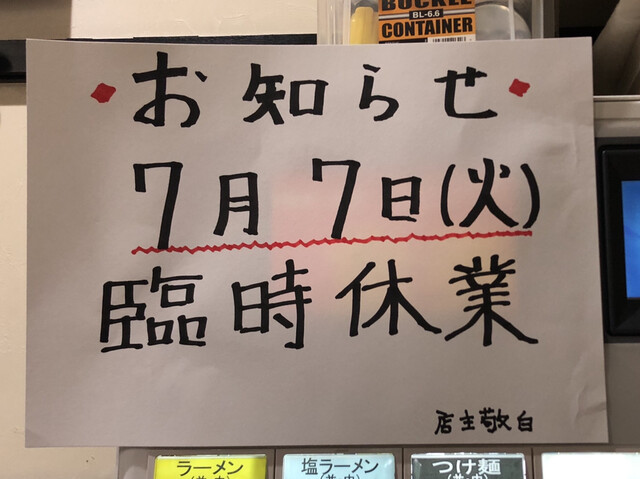 BUCKLE
BL-6.6
CONTAINER
お知らせ
7月7日(火)
臨時休業
店主敬白
ラーメン
塩ラーメン
つけ麺